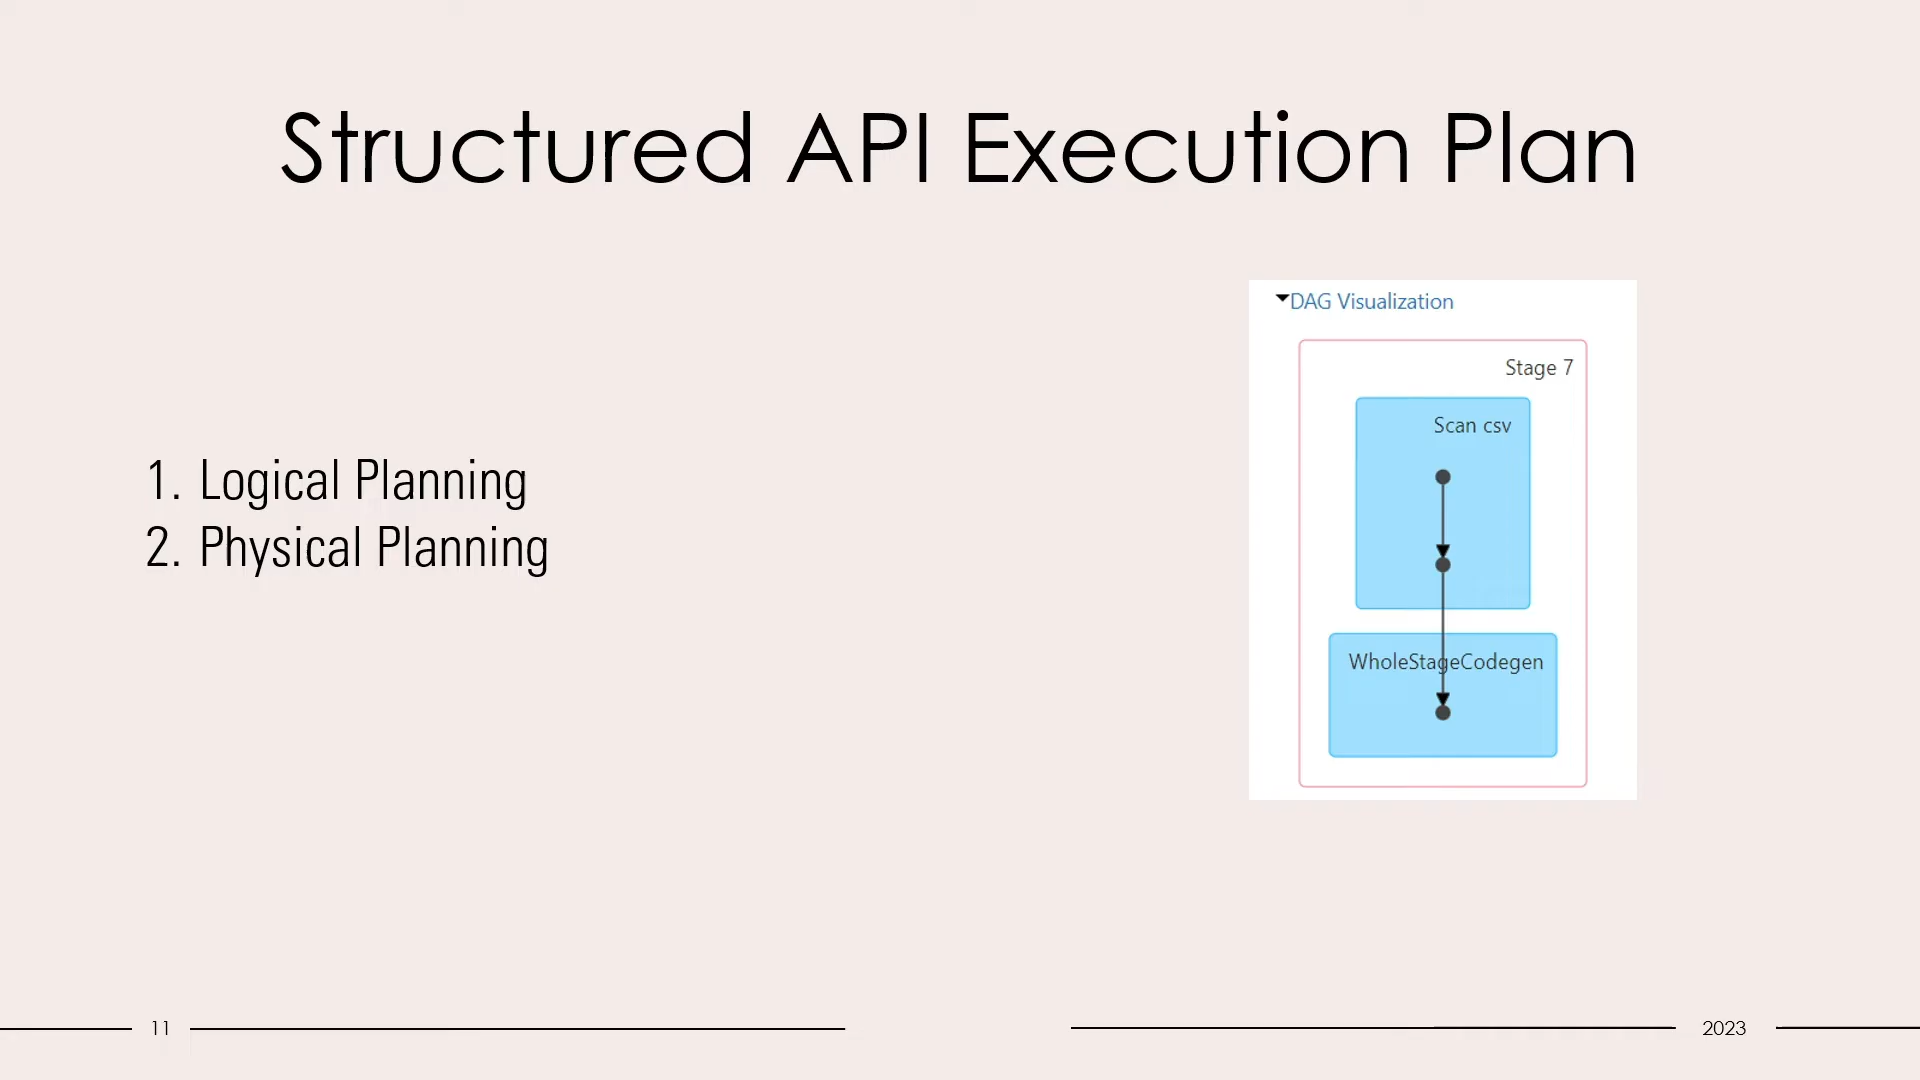 Structured API Execution Plan
1. Logical Planning
2. Physical Planning
DAG Visualization
Stage 7
Scan csv
WholeStageCodegen
11
2023